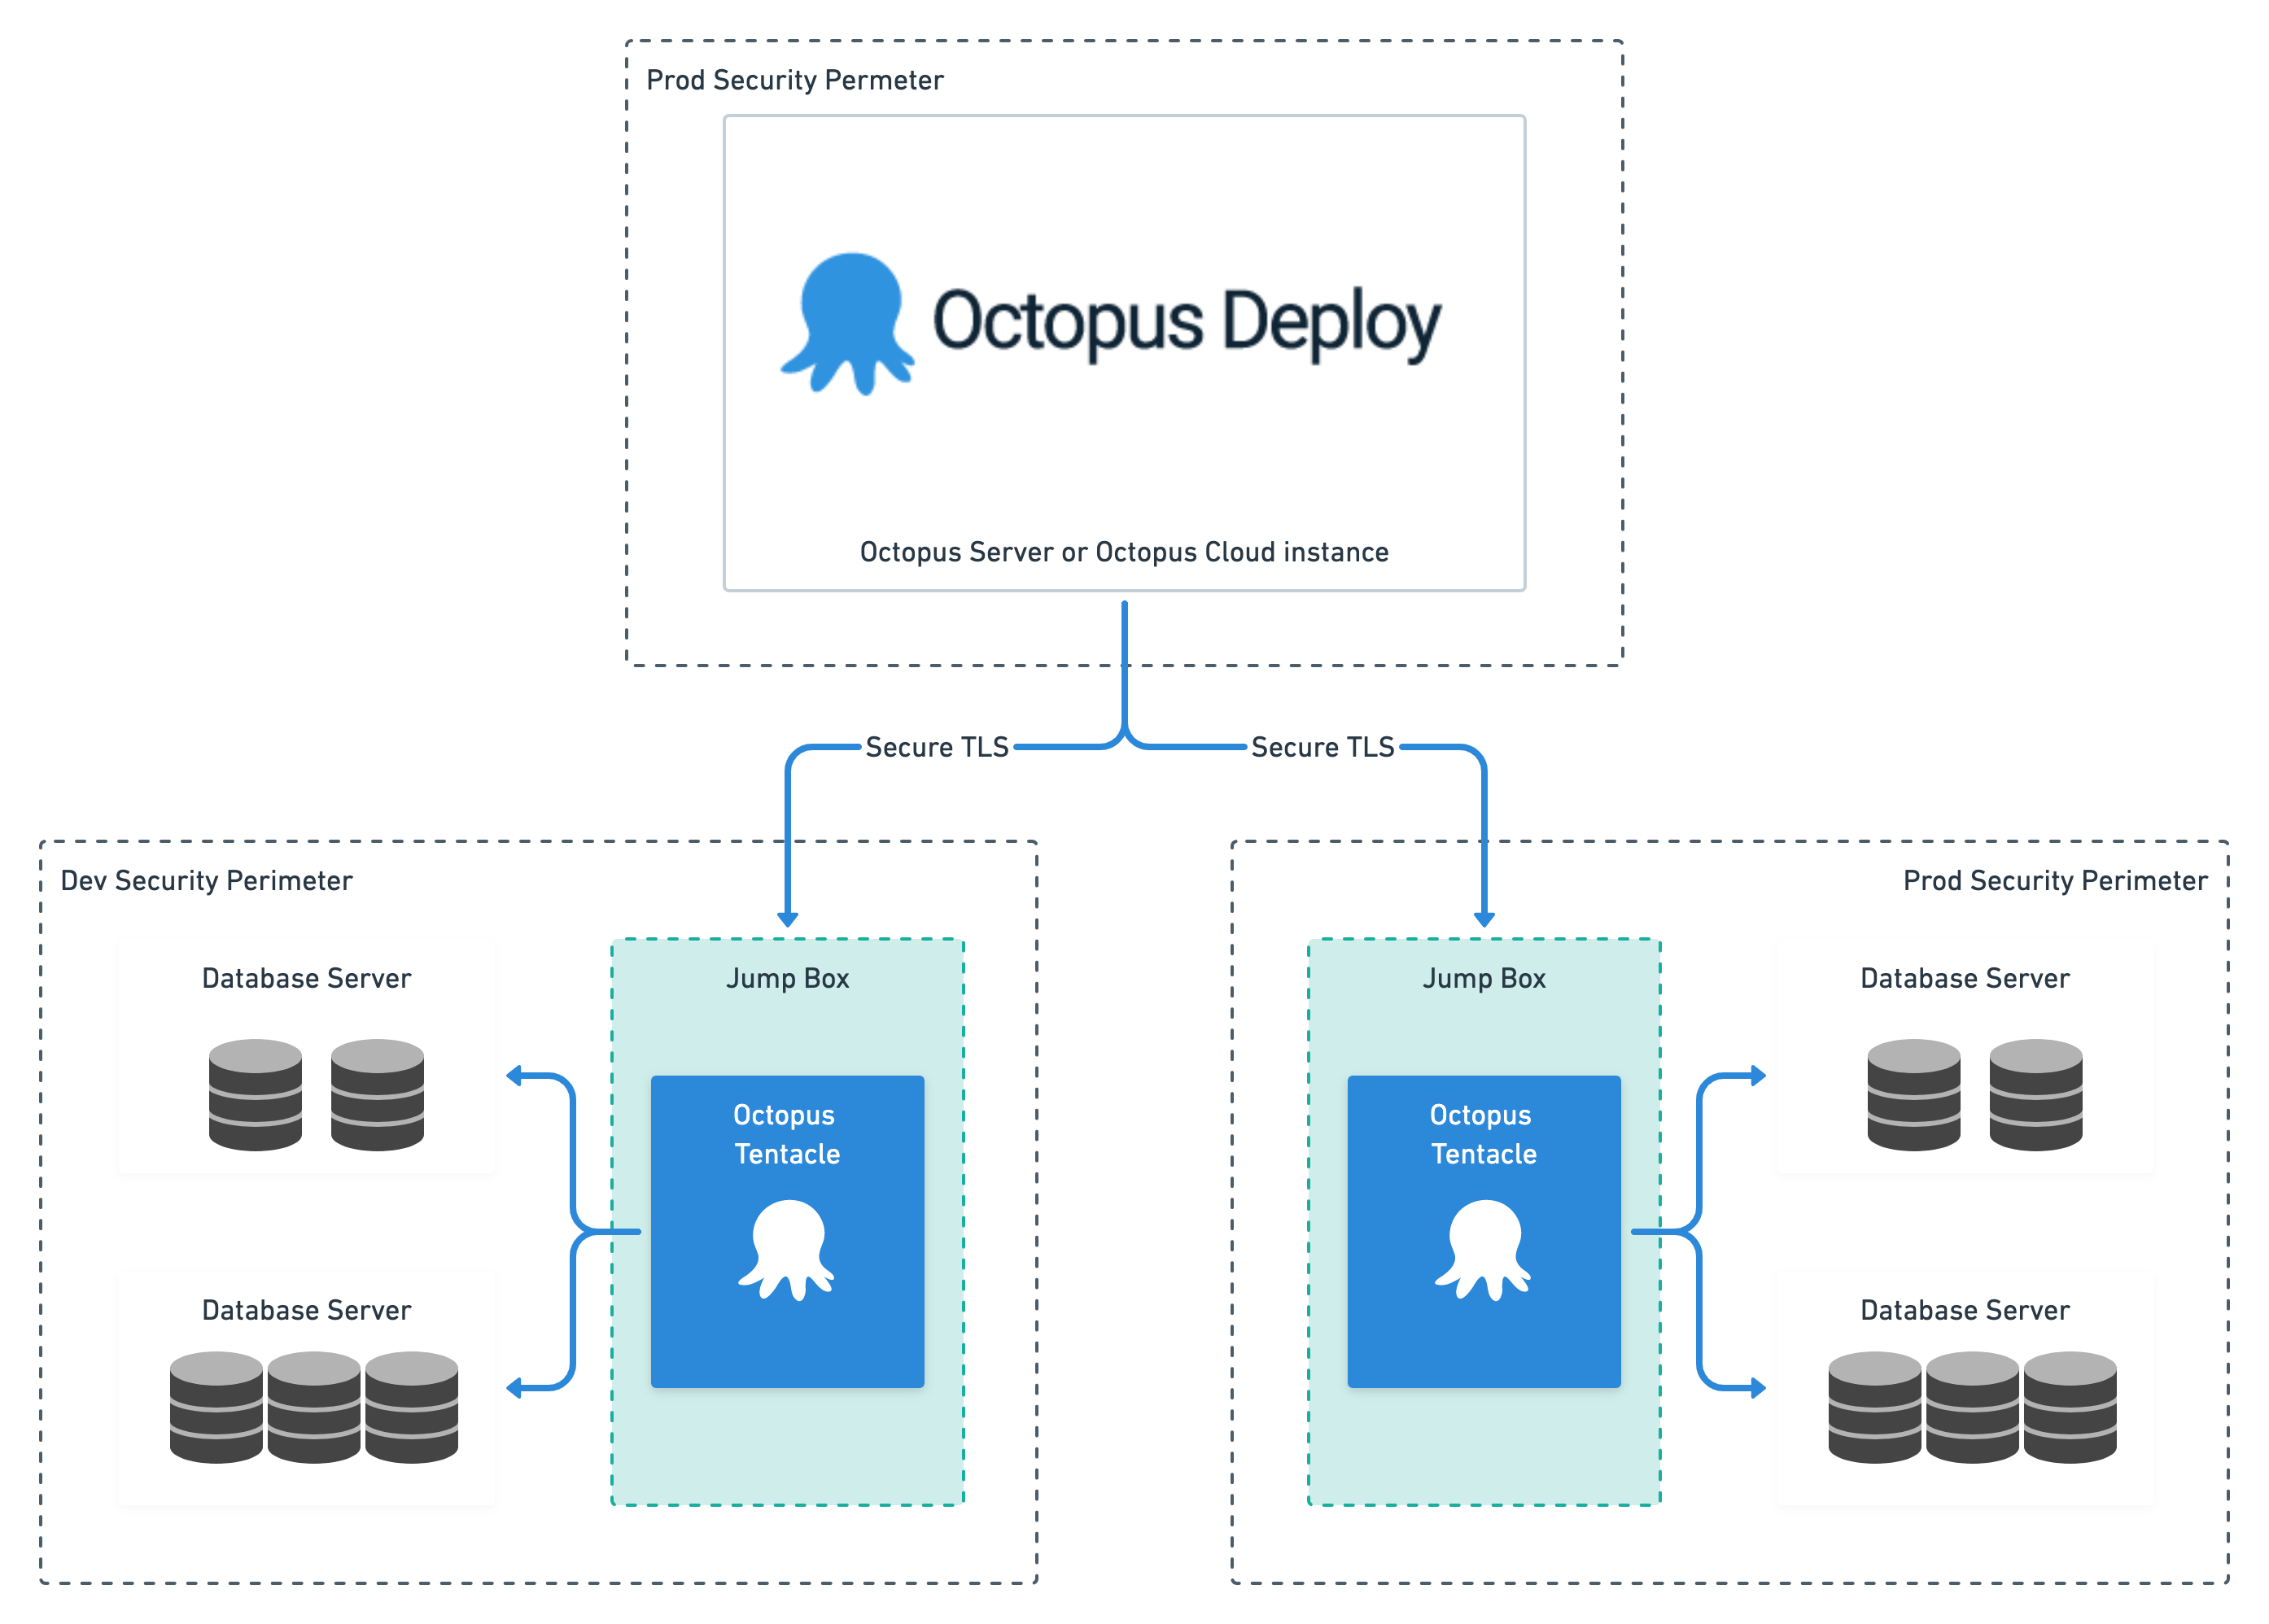 Prod Security Permeter
Octopus Deploy
Octopus Server or Octopus Cloud instance
Secure TLS
Secure TLS
Dev Security Perimeter
Database Server
Jump Box
Octopus
Tentacle
Database Server
Prod Security Perimeter
Jump Box
Database Server
Octopus
Tentacle
Database Server